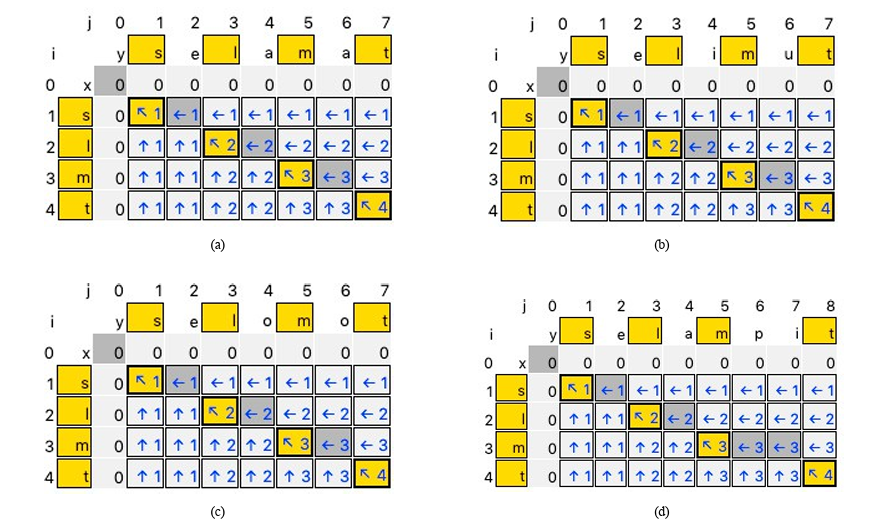 j 0 1 2 3 4 5 6 7
i y s e l a m a t
0 x 0 0 0 0 0 0 0 0
1 s 0 ↖ 1 ← 1 ← 1 ← 1 ← 1 ← 1 ← 1
2 l 0 ↑ 1 ↑ 1 ↖ 2 ← 2 ← 2 ← 2 ← 2
3 m 0 ↑ 1 ↑ 1 ↑ 2 ↑ 2 ↖ 3 ← 3 ← 3
4 t 0 ↑ 1 ↑ 1 ↑ 2 ↑ 2 ↑ 3 ↑ 3 ↖ 4
(a)
j 0 1 2 3 4 5 6 7
i y s e l i m u t
0 x 0 0 0 0 0 0 0 0
1 s 0 ↖ 1 ← 1 ← 1 ← 1 ← 1 ← 1 ← 1
2 l 0 ↑ 1 ↑ 1 ↖ 2 ← 2 ← 2 ← 2 ← 2
3 m 0 ↑ 1 ↑ 1 ↑ 2 ↑ 2 ↖ 3 ← 3 ← 3
4 t 0 ↑ 1 ↑ 1 ↑ 2 ↑ 2 ↑ 3 ↑ 3 ↖ 4
(b)
j 0 1 2 3 4 5 6 7
i y s e l o m o t
0 x 0 0 0 0 0 0 0 0
1 s 0 ↖ 1 ← 1 ← 1 ← 1 ← 1 ← 1 ← 1
2 l 0 ↑ 1 ↑ 1 ↖ 2 ← 2 ← 2 ← 2 ← 2
3 m 0 ↑ 1 ↑ 1 ↑ 2 ↑ 2 ↖ 3 ← 3 ← 3
4 t 0 ↑ 1 ↑ 1 ↑ 2 ↑ 2 ↑ 3 ↑ 3 ↖ 4
(c)
j 0 1 2 3 4 5 6 7 8
i y s e l a m p i t
0 x 0 0 0 0 0 0 0 0 0
1 s 0 ↖ 1 ← 1 ← 1 ← 1 ← 1 ← 1 ← 1 ← 1
2 l 0 ↑ 1 ↑ 1 ↖ 2 ← 2 ← 2 ← 2 ← 2 ← 2
3 m 0 ↑ 1 ↑ 1 ↑ 2 ↑ 2 ↖ 3 ← 3 ← 3 ← 3
4 t 0 ↑ 1 ↑ 1 ↑ 2 ↑ 2 ↑ 3 ↑ 3 ↑ 3 ↖ 4
(d)